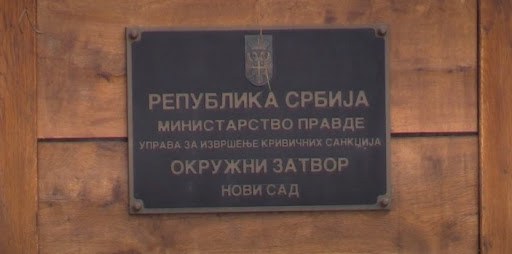 РЕПУБЛИКА СРБИЈА
МИНИСТАРСТВО ПРАВДЕ
УПРАВА ЗА ИЗВРШЕЊЕ КРИВИЧНИХ САНКЦИЈА
ОКРУЖНИ ЗАТВОР
НОВИ САД